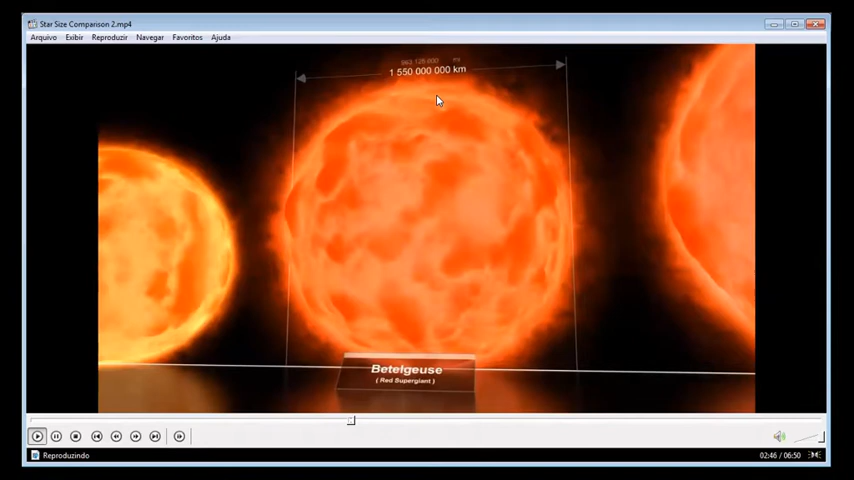 Star Size Comparison 2.mp4
Arquivo Exibir Reproduzir Navegar Favoritos Ajuda
1 550 000 000 km
Betelgeuse
( Red Supergiant )
Reproduzindo
02:46 / 06:50